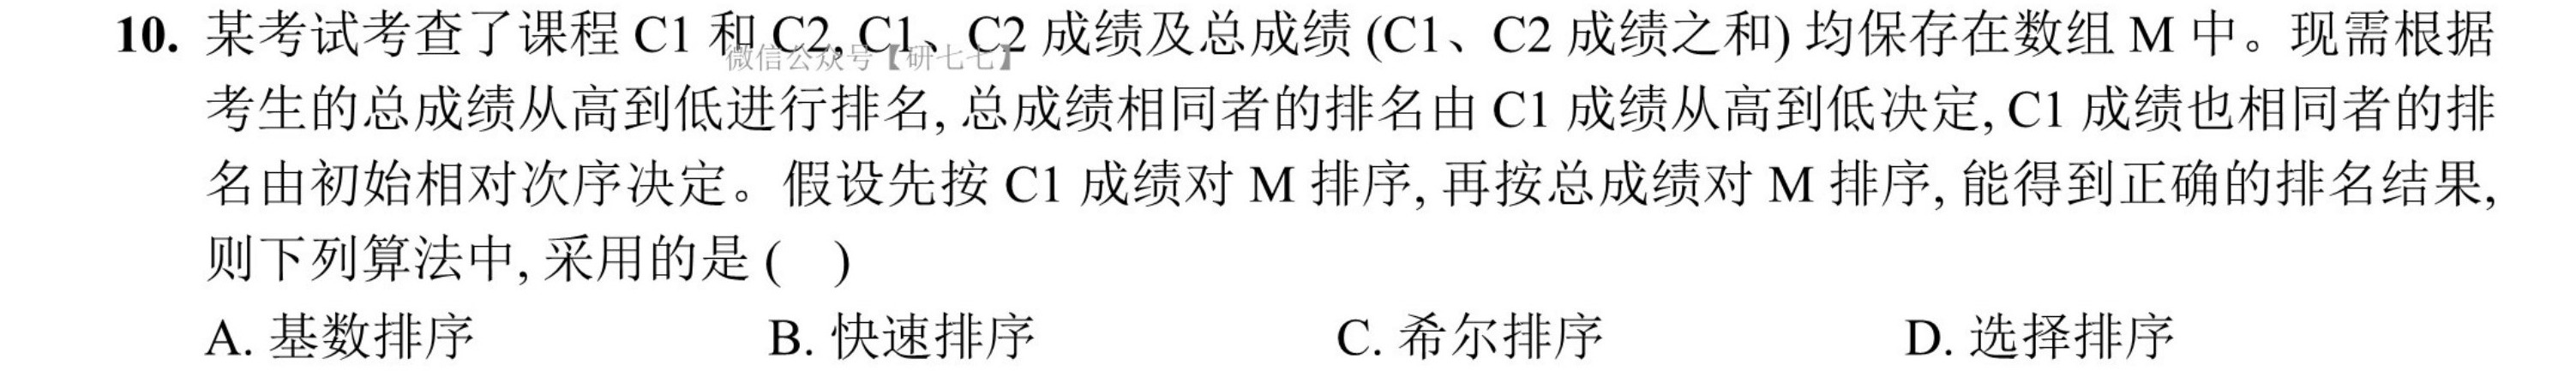 10. 某考试考查了课程 C1 和 C2, C1、C2 成绩及总成绩 (C1、C2 成绩之和) 均保存在数组 M 中。现需根据
微信公众号【研七七】
考生的总成绩从高到低进行排名, 总成绩相同者的排名由 C1 成绩从高到低决定, C1 成绩也相同者的排
名由初始相对次序决定。假设先按 C1 成绩对 M 排序, 再按总成绩对 M 排序, 能得到正确的排名结果,
则下列算法中, 采用的是 ( )
A. 基数排序 B. 快速排序 C. 希尔排序 D. 选择排序